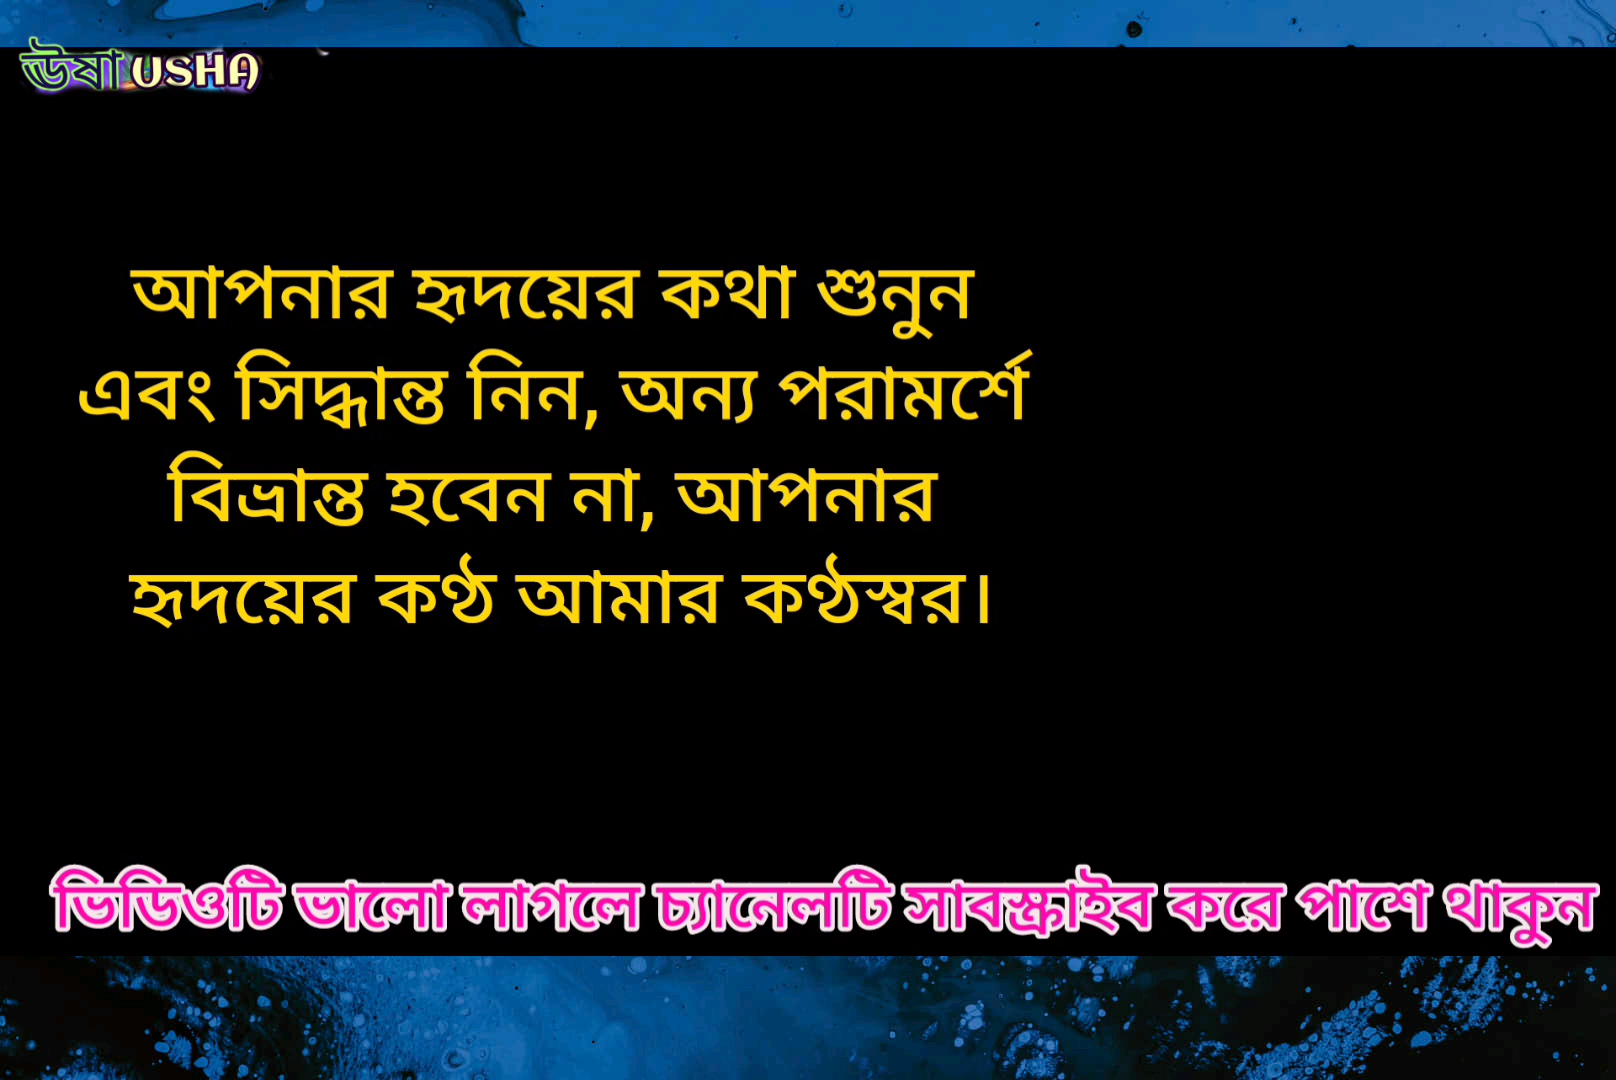 ঊষা USHA
আপনার হৃদয়ের কথা শুনুন
এবং সিদ্ধান্ত নিন, অন্য পরামর্শে
বিভ্রান্ত হবেন না, আপনার
হৃদয়ের কণ্ঠ আমার কণ্ঠস্বর।
ভিডিওটি ভালো লাগলে চ্যানেলটি সাবস্ক্রাইব করে পাশে থাকুন